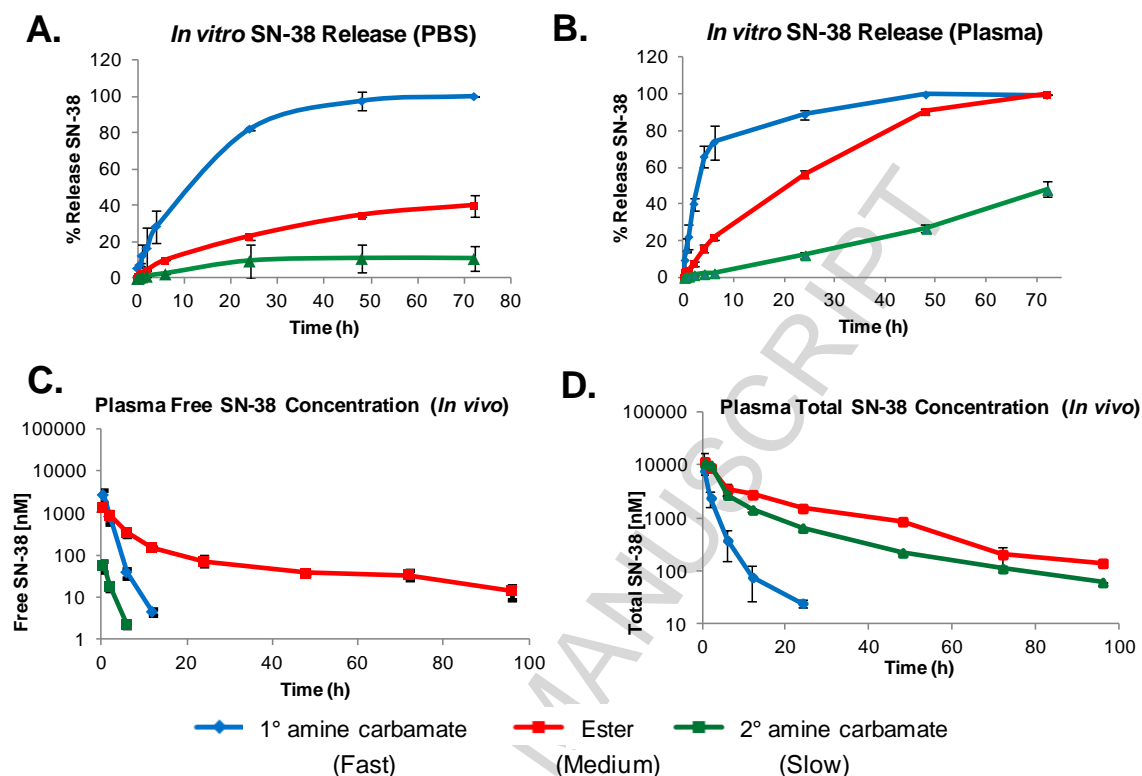 A.
In vitro SN-38 Release (PBS)
% Release SN-38
120
100
80
60
40
20
0
0 10 20 30 40 50 60 70 80
Time (h)
B.
In vitro SN-38 Release (Plasma)
% Release SN-38
120
100
80
60
40
20
0
0 10 20 30 40 50 60 70
Time (h)
C.
Plasma Free SN-38 Concentration (In vivo)
Free SN-38 [nM]
100000
10000
1000
100
10
1
0 20 40 60 80 100
Time (h)
D.
Plasma Total SN-38 Concentration (In vivo)
Total SN-38 [nM]
100000
10000
1000
100
10
0 20 40 60 80 100
Time (h)
MANUSCRIPT
1° amine carbamate Ester 2° amine carbamate
(Fast) (Medium) (Slow)